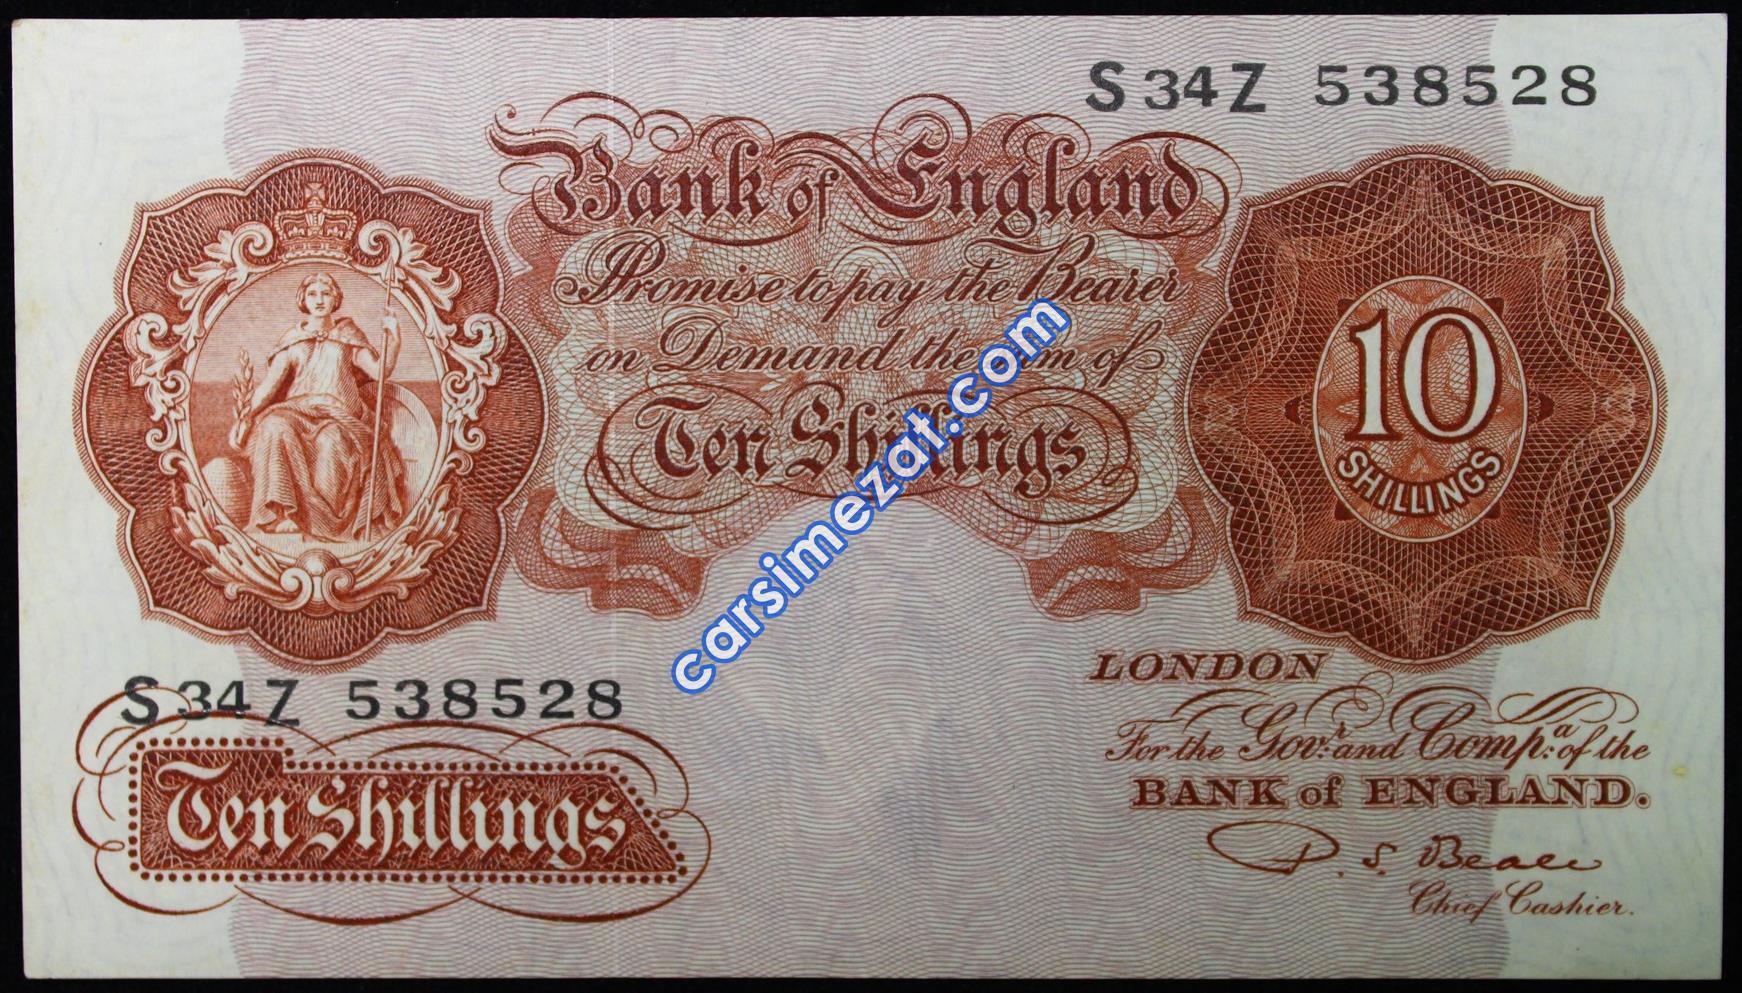 S34Z 538528
Bank of England
Promise to pay the Bearer
on Demand the sum of
Ten Shillings
10
SHILLINGS
carsimezat.com
S34Z 538528
Ten Shillings
LONDON
For the Govr. and Compa. of the
BANK of ENGLAND.
P. S. Beale
Chief Cashier.